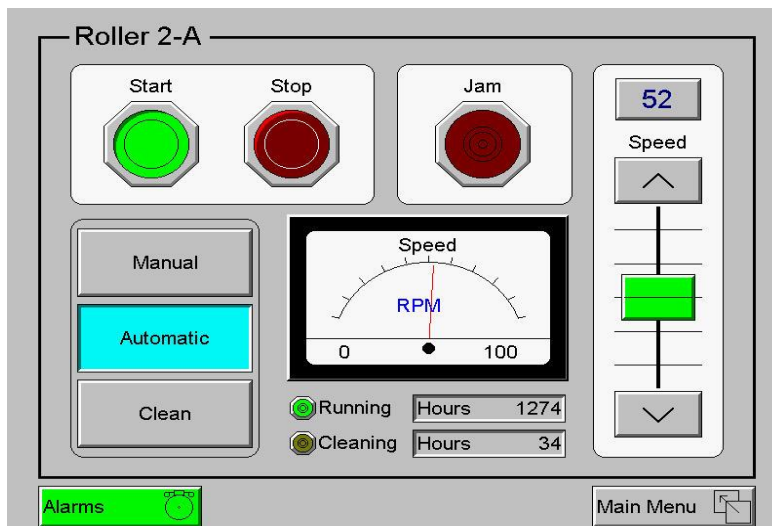 Roller 2-A
Start
Stop
Jam
52
Speed
Manual
Automatic
Clean
Speed
RPM
0
100
Running
Hours 1274
Cleaning
Hours 34
Alarms
Main Menu